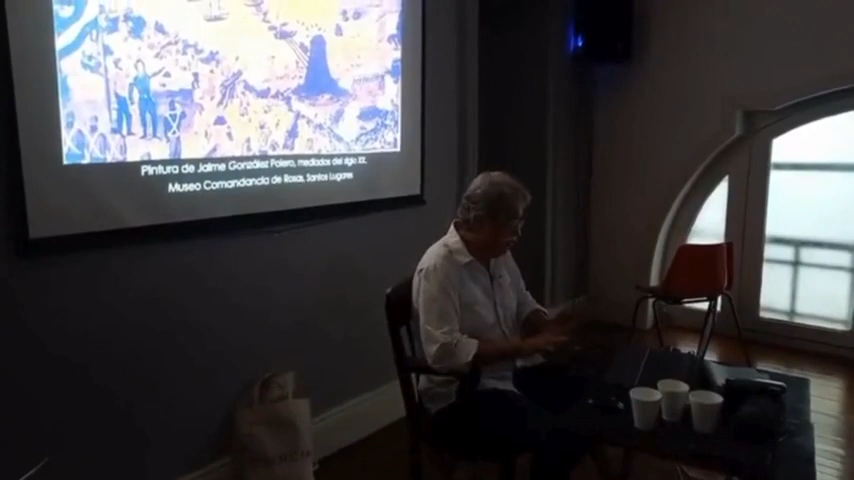 Pintura de Jaime González Polero, mediados del siglo XX.
Museo Comandancia de Rosas, Santos Lugares.